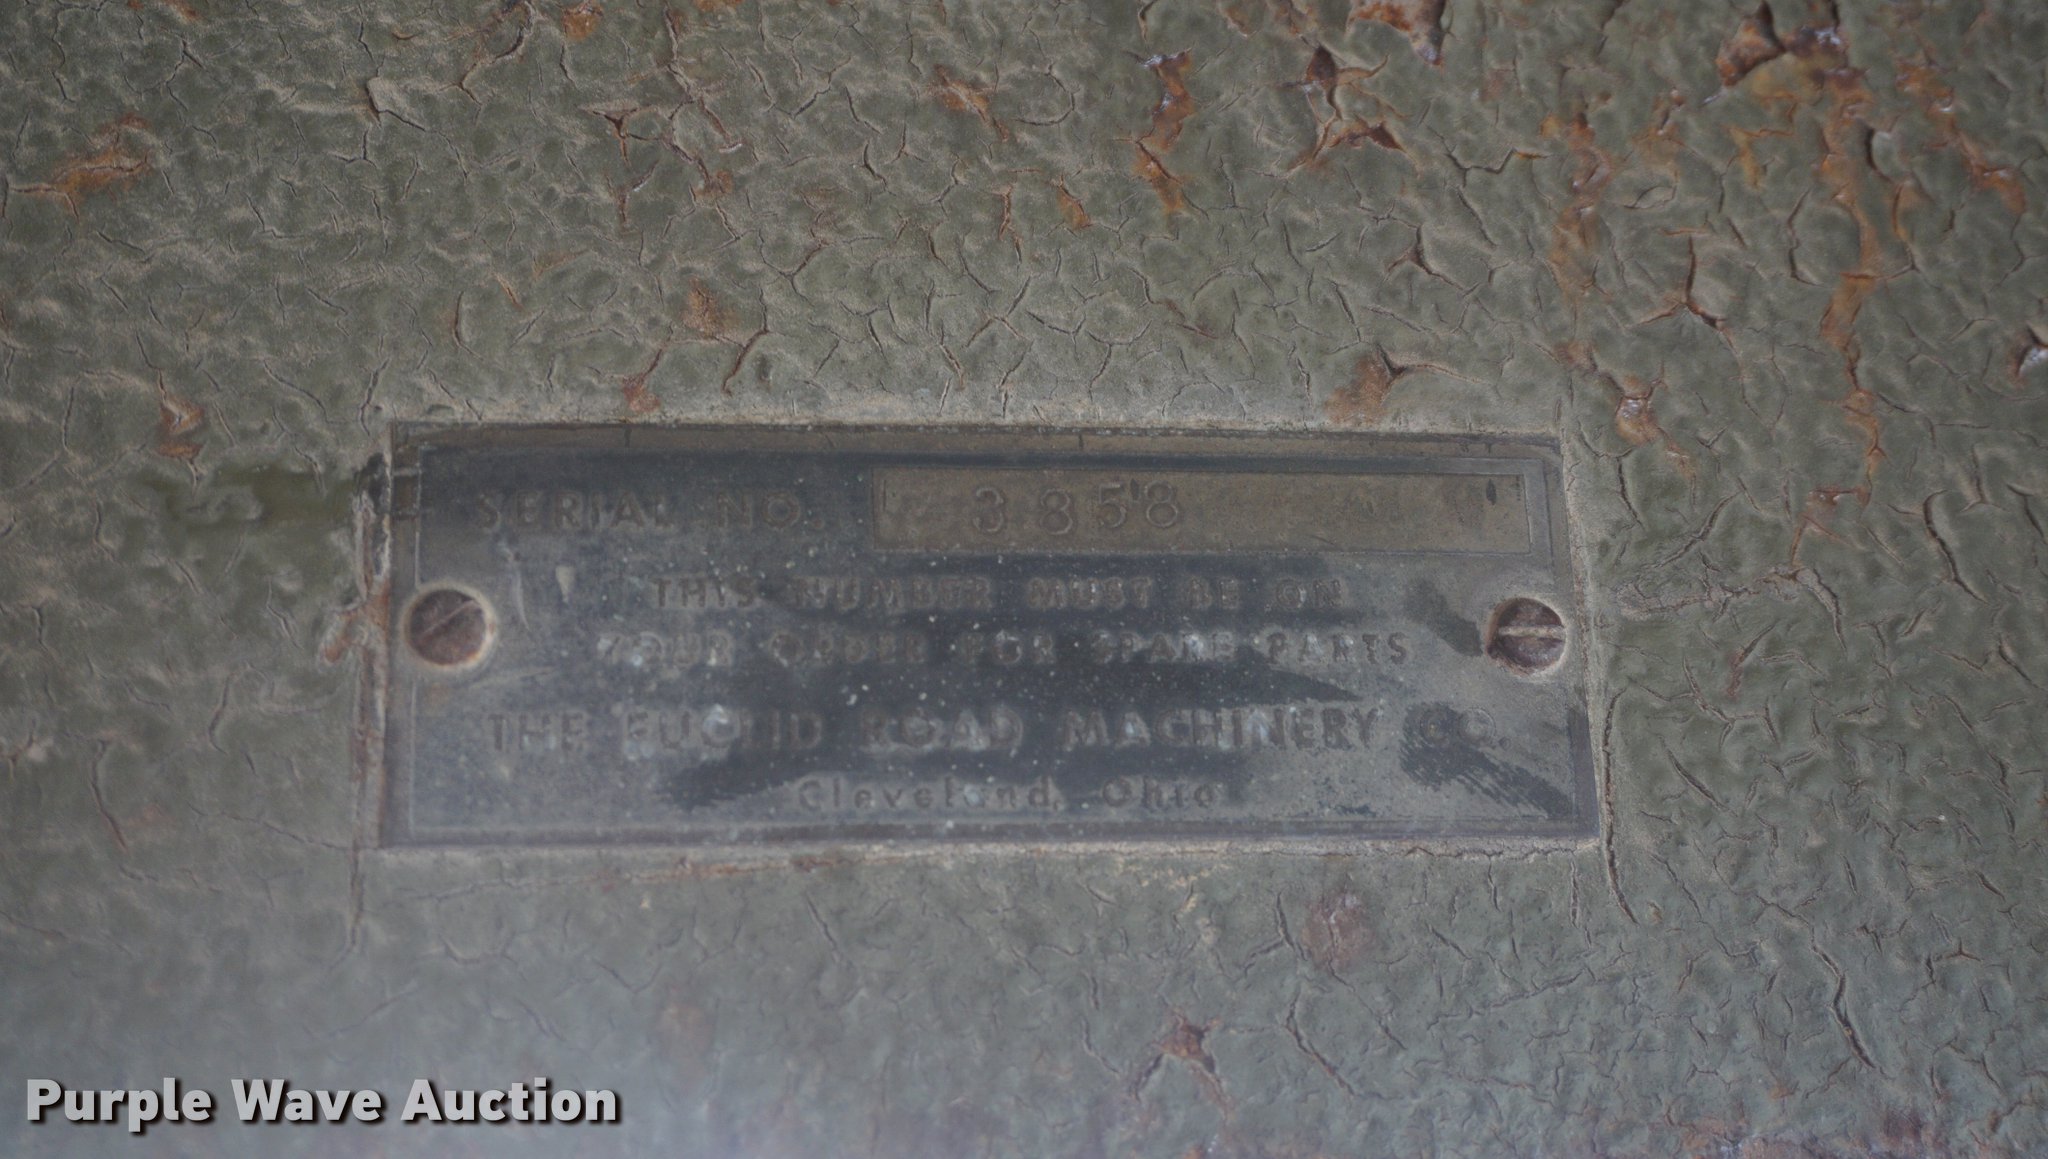 SERIAL NO. 3858
THIS NUMBER MUST BE ON
YOUR ORDER FOR SPARE PARTS
THE EUCLID ROAD MACHINERY CO.
Cleveland, Ohio
Purple Wave Auction